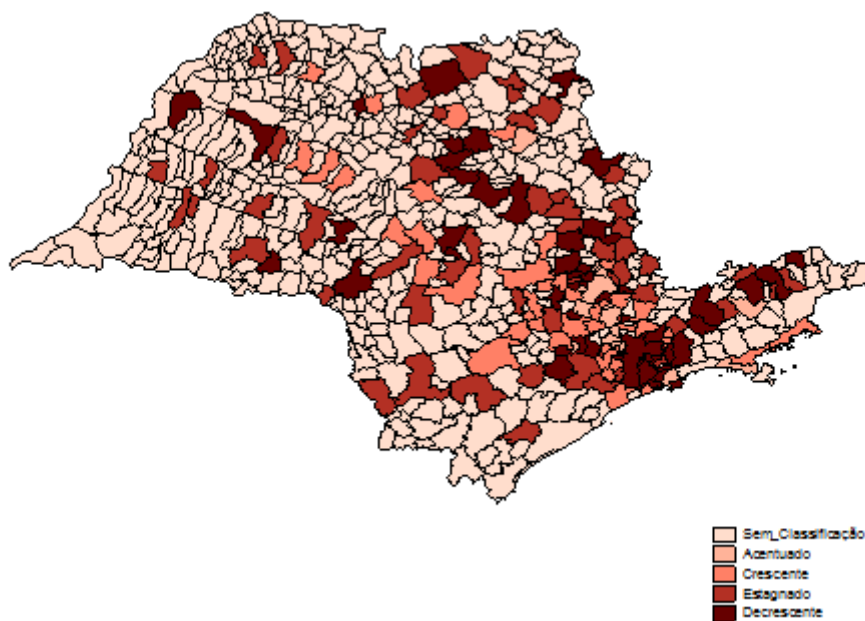 Sem_Classificação
Acentuado
Crescente
Estagnado
Decrescente